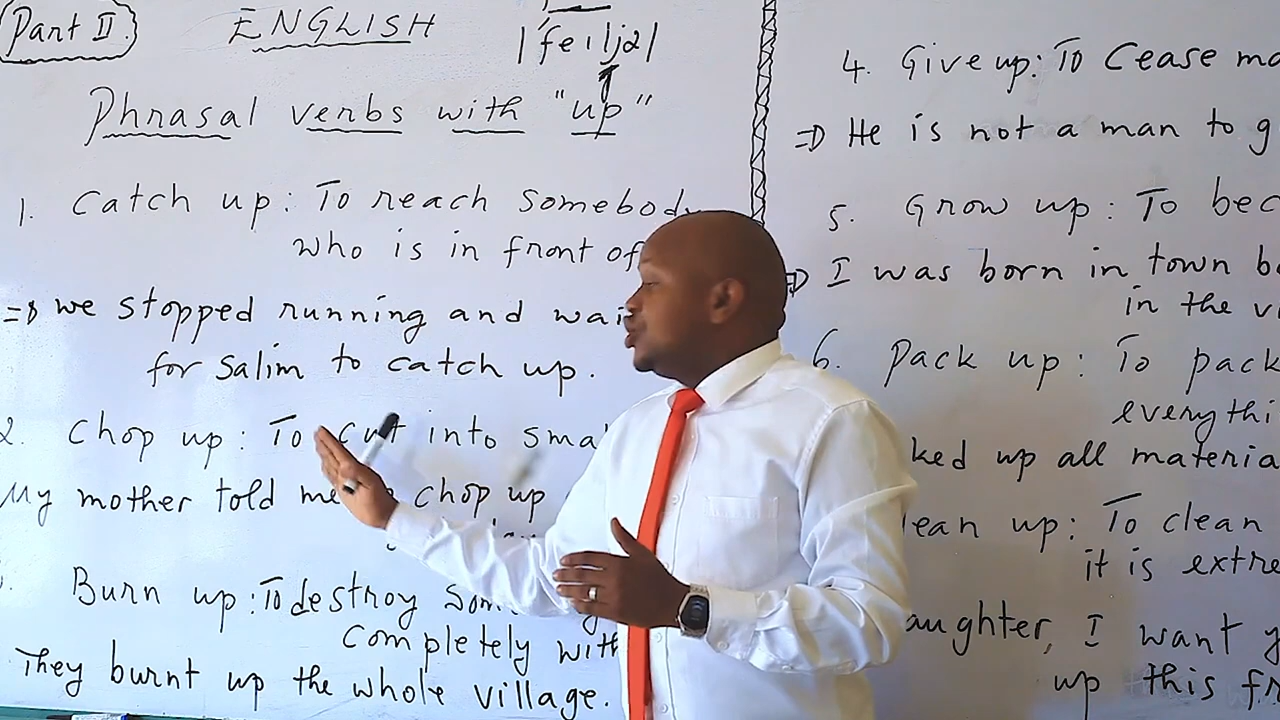 Part II
ENGLISH
|'feiljə|
Phrasal verbs with "up"
1. Catch up: To reach somebody
who is in front of
=> we stopped running and wai
for Salim to catch up.
2. Chop up: To cut into sma
My mother told me chop up
Burn up: To destroy som
completely with
They burnt up the whole village.
4. Give up: To Cease ma
=> He is not a man to g
5. Grow up: To bec
=> I was born in town b
in the vi
6. Pack up: To pack
everythi
ked up all materia
lean up: To clean
it is extre
aughter, I want y
up this fr